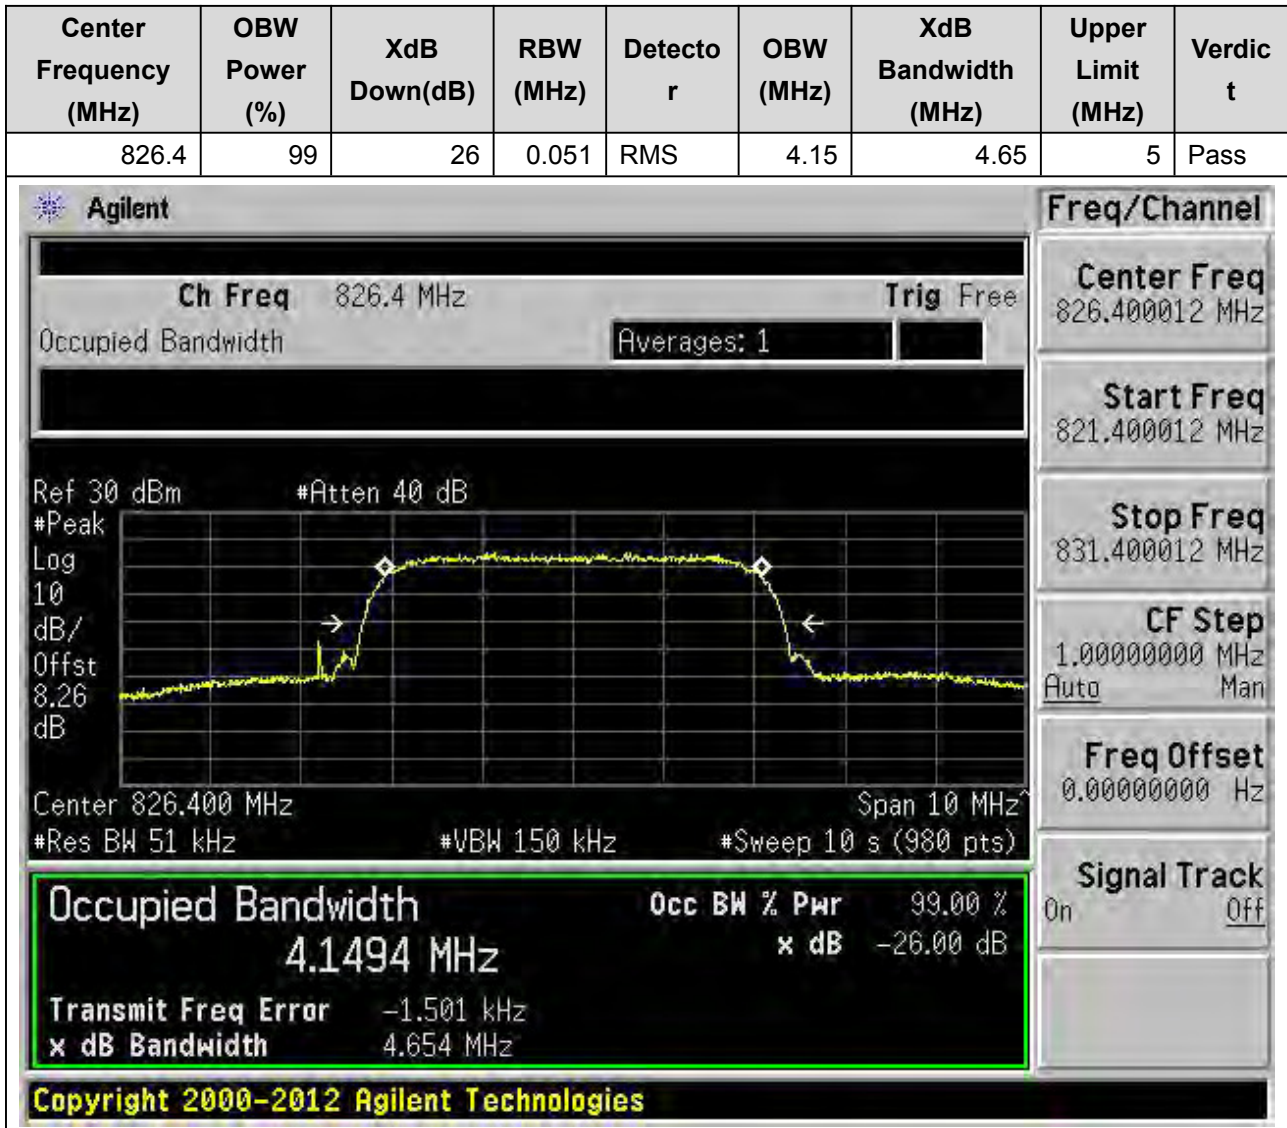 Center Frequency (MHz) OBW Power (%) XdB Down(dB) RBW (MHz) Detecto r OBW (MHz) XdB Bandwidth (MHz) Upper Limit (MHz) Verdic t
826.4 99 26 0.051 RMS 4.15 4.65 5 Pass
Agilent
Freq/Channel
Ch Freq 826.4 MHz Trig Free
Occupied Bandwidth Averages: 1
Center Freq
826.400012 MHz
Start Freq
821.400012 MHz
Stop Freq
831.400012 MHz
CF Step
1.00000000 MHz
Auto Man
Freq Offset
0.00000000 Hz
Signal Track
On Off
Ref 30 dBm #Atten 40 dB
#Peak
Log
10
dB/
Offst
8.26
dB
Center 826.400 MHz Span 10 MHz^
#Res BW 51 kHz #VBW 150 kHz #Sweep 10 s (980 pts)
Occupied Bandwidth Occ BW % Pwr 99.00 %
4.1494 MHz x dB -26.00 dB
Transmit Freq Error -1.501 kHz
x dB Bandwidth 4.654 MHz
Copyright 2000-2012 Agilent Technologies